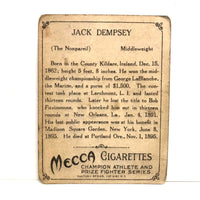 JACK DEMPSEY
(The Nonpareil) Middleweight
Born in the County Kildare, Ireland, Dec. 15,
1862; height 5 feet 8 inches. He won the mid-
dleweight championship from George LaBlanche,
the Marine, and a purse of $1,500. The con-
test took place at Larchmont, L. I. and lasted
thirteen rounds. Later he lost the title to Bob
Fitzsimmons, who knocked him out in thirteen
rounds at New Orleans, La., Jan. 4, 1891.
His last public appearance was at his benefit in
Madison Square Garden, New York, June 8,
1895. He died at Portland Ore., Nov. 1, 1895.
MECCA CIGARETTES
CHAMPION ATHLETE AND
PRIZE FIGHTER SERIES.